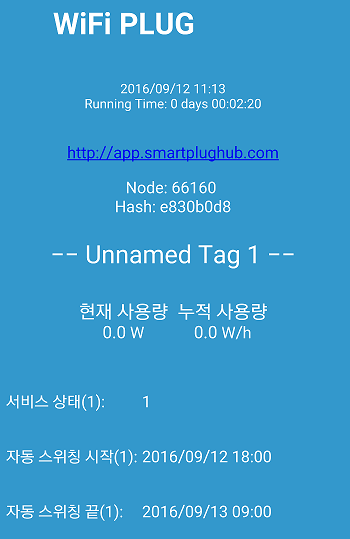 WiFi PLUG
2016/09/12 11:13
Running Time: 0 days 00:02:20
http://app.smartplughub.com
Node: 66160
Hash: e830b0d8
−− Unnamed Tag 1 −−
현재 사용량 누적 사용량
0.0 W 0.0 W/h
서비스 상태(1): 1
자동 스위칭 시작(1): 2016/09/12 18:00
자동 스위칭 끝(1): 2016/09/13 09:00